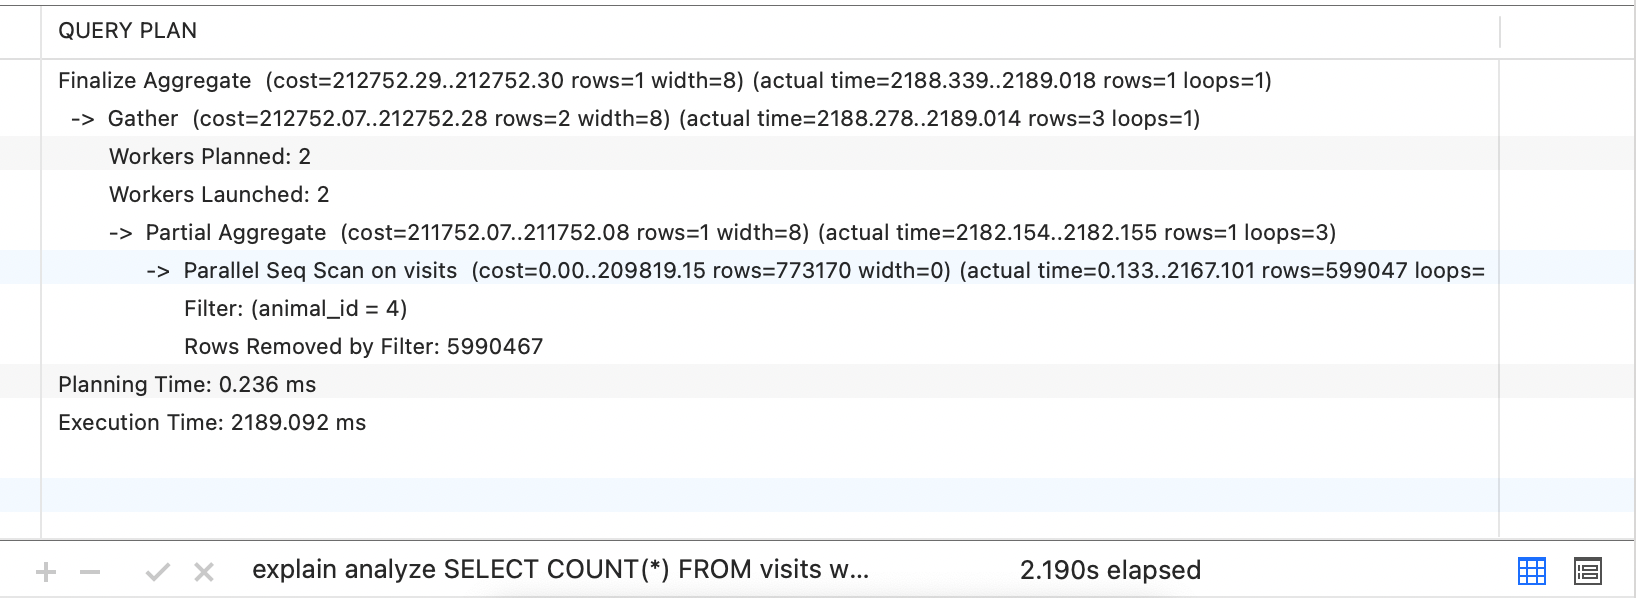 QUERY PLAN
Finalize Aggregate (cost=212752.29..212752.30 rows=1 width=8) (actual time=2188.339..2189.018 rows=1 loops=1)
-> Gather (cost=212752.07..212752.28 rows=2 width=8) (actual time=2188.278..2189.014 rows=3 loops=1)
Workers Planned: 2
Workers Launched: 2
-> Partial Aggregate (cost=211752.07..211752.08 rows=1 width=8) (actual time=2182.154..2182.155 rows=1 loops=3)
-> Parallel Seq Scan on visits (cost=0.00..209819.15 rows=773170 width=0) (actual time=0.133..2167.101 rows=599047 loops=
Filter: (animal_id = 4)
Rows Removed by Filter: 5990467
Planning Time: 0.236 ms
Execution Time: 2189.092 ms
explain analyze SELECT COUNT(*) FROM visits w... 2.190s elapsed